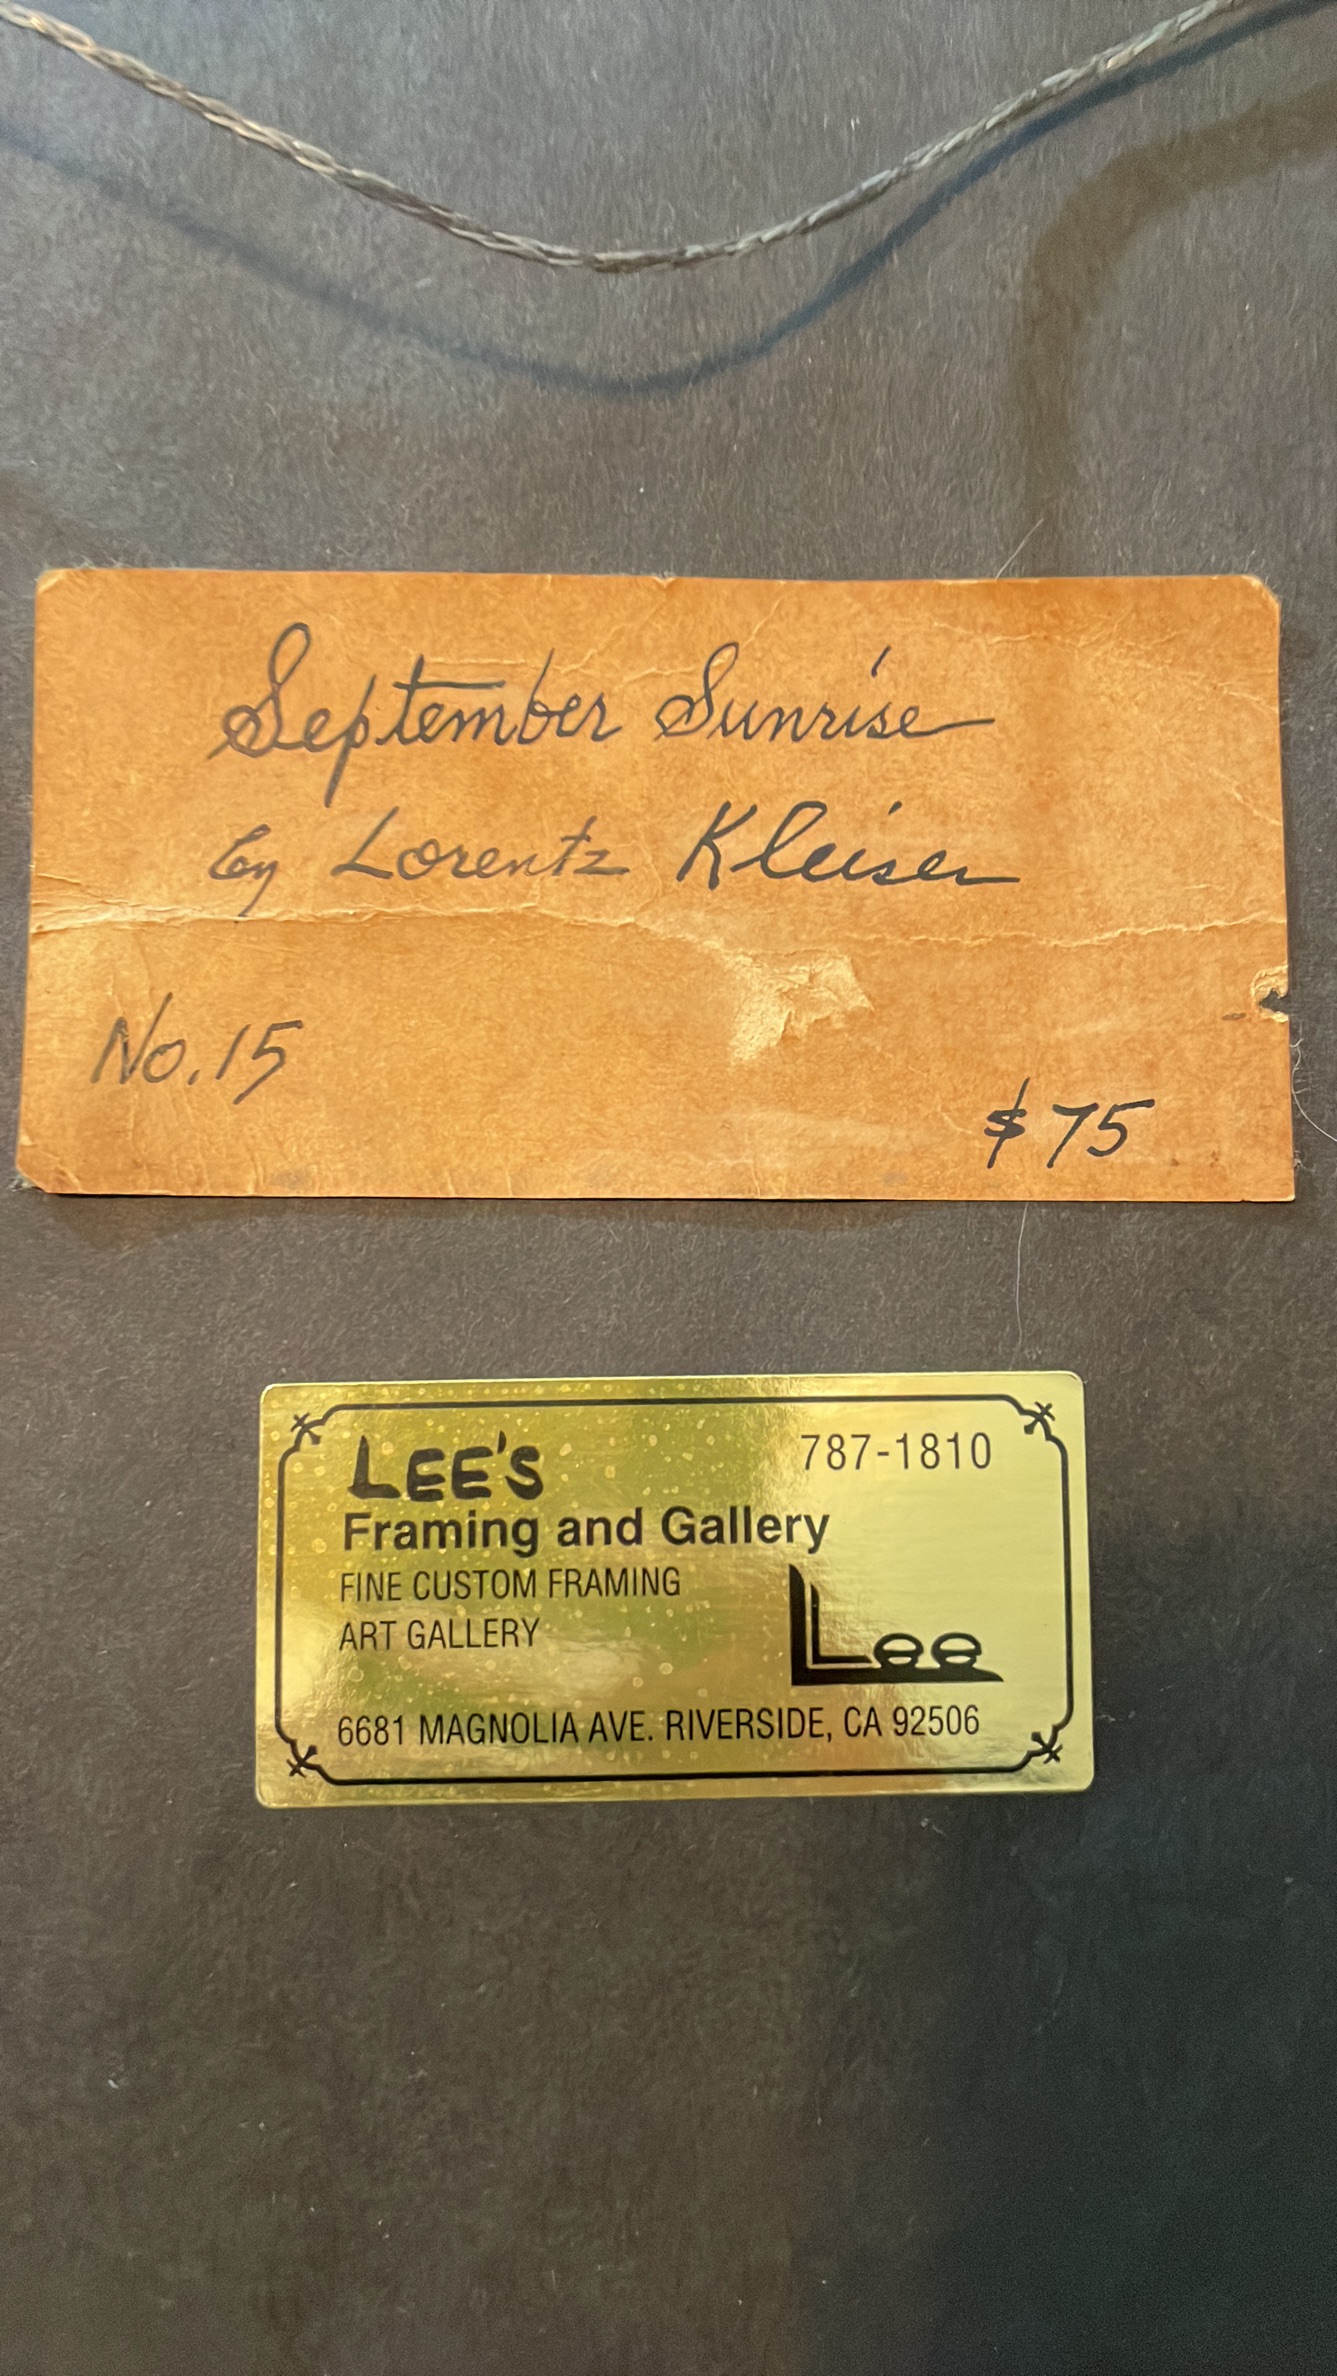 September Sunrise
by Lorentz Kleiser
No. 15
$75
LEE'S
787-1810
Framing and Gallery
FINE CUSTOM FRAMING
ART GALLERY
Lee
6681 MAGNOLIA AVE. RIVERSIDE, CA 92506